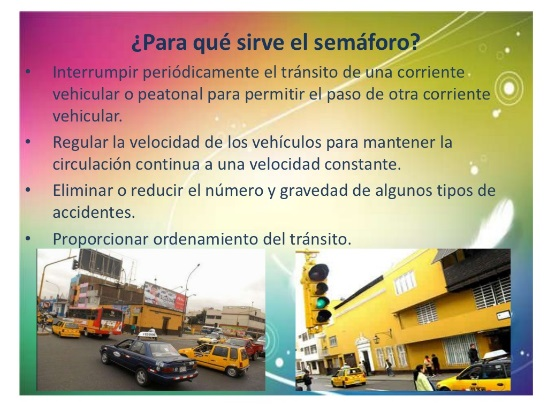 ¿Para qué sirve el semáforo?
• Interrumpir periódicamente el tránsito de una corriente
vehicular o peatonal para permitir el paso de otra corriente
vehicular.
• Regular la velocidad de los vehículos para mantener la
circulación continua a una velocidad constante.
• Eliminar o reducir el número y gravedad de algunos tipos de
accidentes.
• Proporcionar ordenamiento del tránsito.